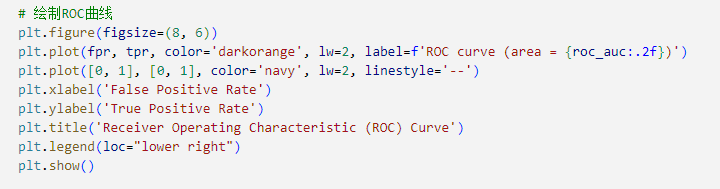 # 绘制ROC曲线
plt.figure(figsize=(8, 6))
plt.plot(fpr, tpr, color='darkorange', lw=2, label=f'ROC curve (area = {roc_auc:.2f})')
plt.plot([0, 1], [0, 1], color='navy', lw=2, linestyle='--')
plt.xlabel('False Positive Rate')
plt.ylabel('True Positive Rate')
plt.title('Receiver Operating Characteristic (ROC) Curve')
plt.legend(loc="lower right")
plt.show()